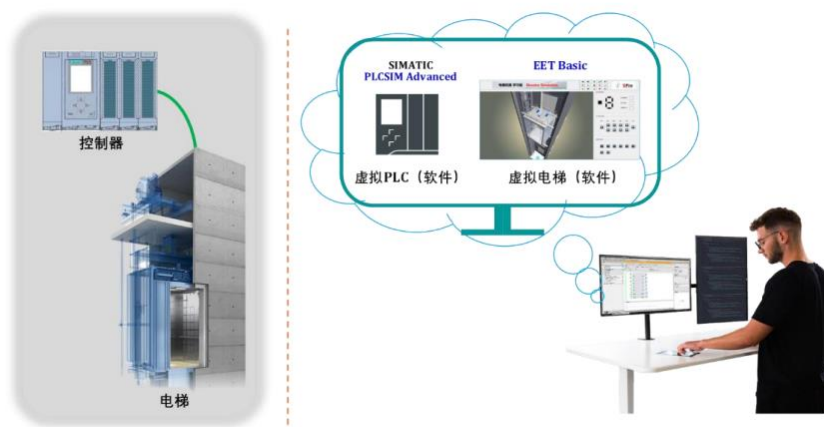 控制器
电梯
SIMATIC
PLCSIM Advanced
虚拟PLC（软件）
EET Basic
虚拟电梯（软件）